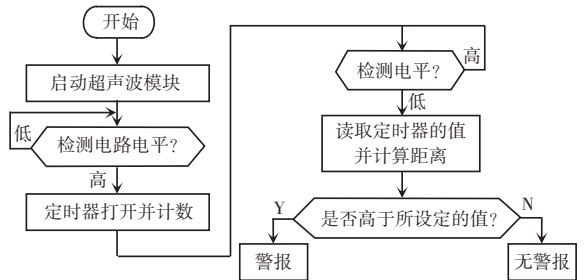 开始
启动超声波模块
低
检测电路电平？
高
定时器打开并计数
高
检测电平？
低
读取定时器的值
并计算距离
Y
是否高于所设定的值？
N
警报
无警报